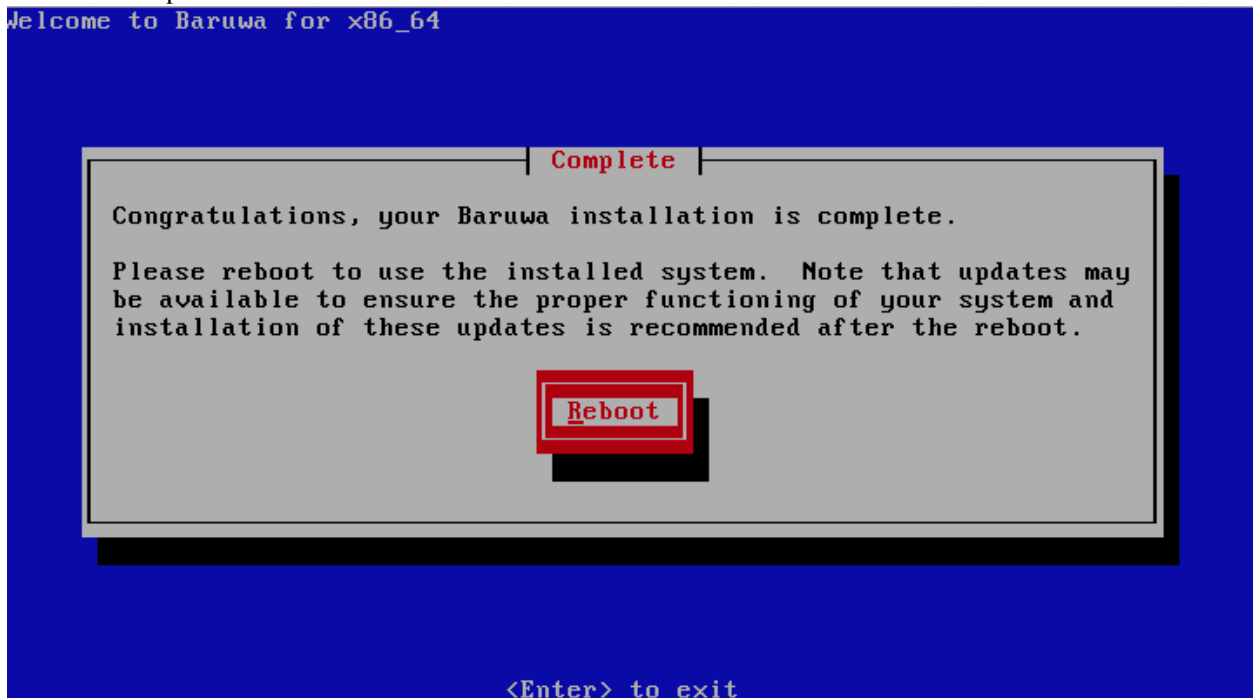 Welcome to Baruwa for x86_64
Complete
Congratulations, your Baruwa installation is complete.
Please reboot to use the installed system.  Note that updates may
be available to ensure the proper functioning of your system and
installation of these updates is recommended after the reboot.
Reboot
<Enter> to exit